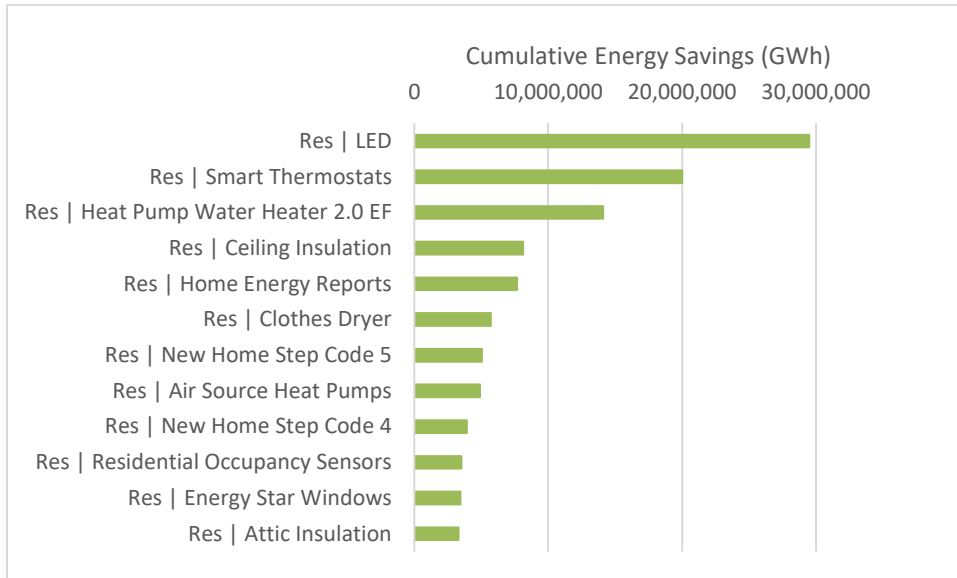 Cumulative Energy Savings (GWh)
0 10,000,000 20,000,000 30,000,000
Res | LED
Res | Smart Thermostats
Res | Heat Pump Water Heater 2.0 EF
Res | Ceiling Insulation
Res | Home Energy Reports
Res | Clothes Dryer
Res | New Home Step Code 5
Res | Air Source Heat Pumps
Res | New Home Step Code 4
Res | Residential Occupancy Sensors
Res | Energy Star Windows
Res | Attic Insulation